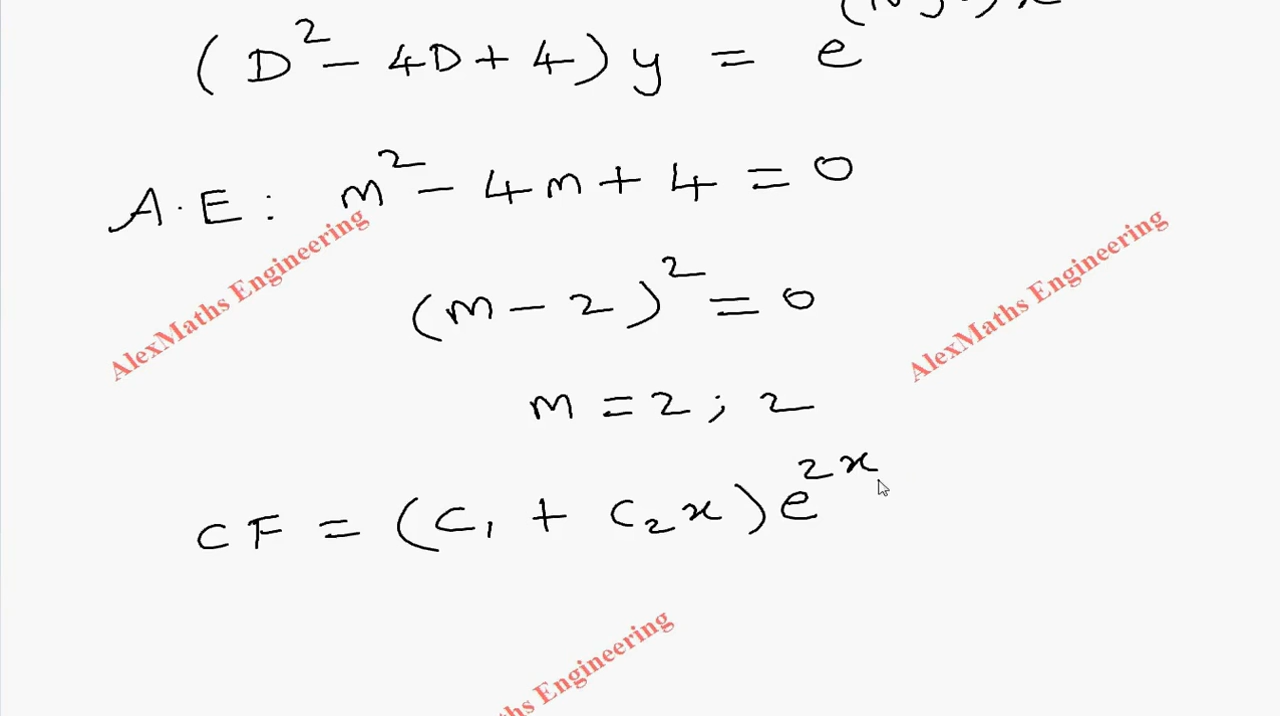 (D² - 4D + 4) y = e
A.E: m² - 4m + 4 = 0
AlexMaths Engineering
AlexMaths Engineering
(m - 2)² = 0
m = 2; 2
CF = (C₁ + C₂x) e²ˣ
Engineering